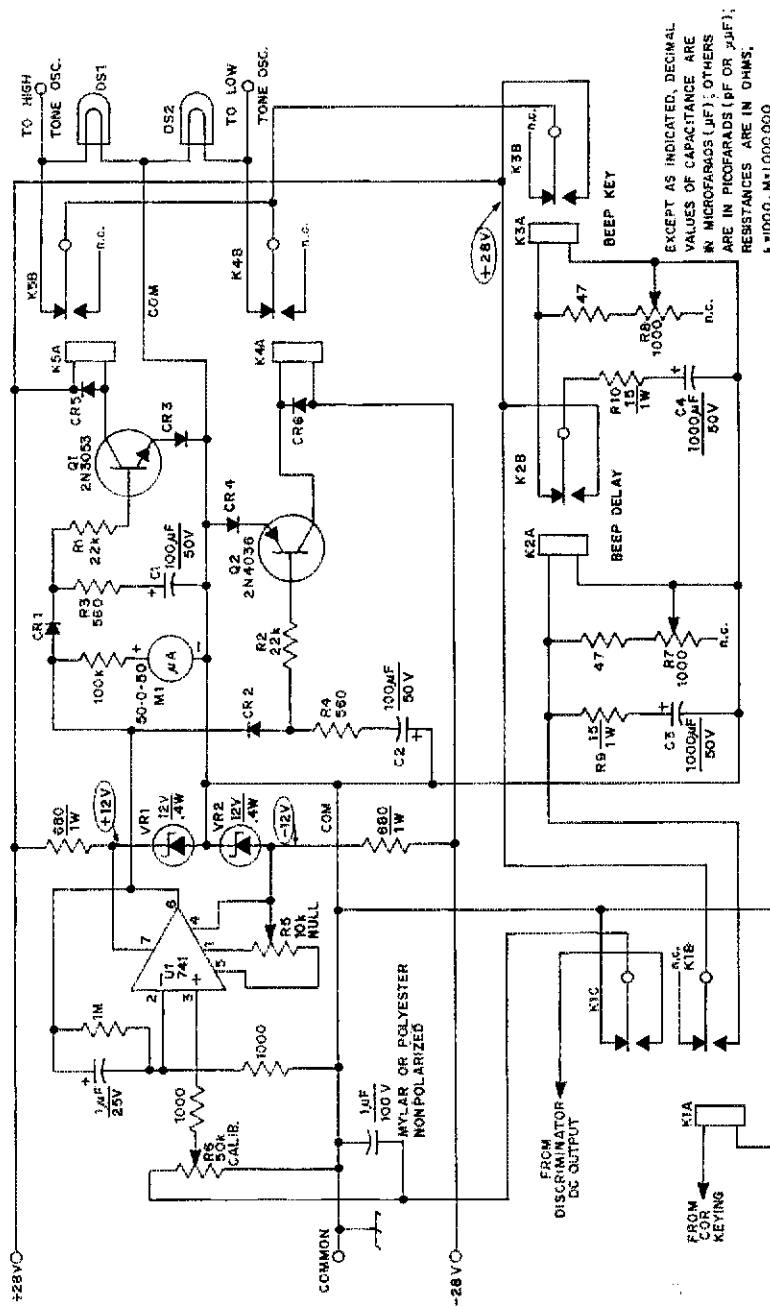 TO HIGH
TONE OSC.
DS1
DS2
TO LOW
TONE OSC.
K5B
n.c.
COM
K4B
n.c.
K5A
CR5
Q1
2N3053
CR3
K4A
CR6
CR4
Q2
2N4036
R1
22k
R3
560
C1
100µF
50V
+
CR1
R2
22k
100k
50-0-50
+
µA
M1
-
CR2
R4
560
100µF
50V
C2
+
680
1W
+12V
VR1
12V
.4W
VR2
12V
.4W
-12V
COM
680
1W
U1
741
2
3
7
6
4
1
5
R5
10k
NULL
1M
1µF
25V
+
1000
1000
R6
50k
CALIB.
1µF
100V
MYLAR OR POLYESTER
NONPOLARIZED
+28V
COMMON
-28V
FROM
DISCRIMINATOR
DC OUTPUT
K1C
n.c.
K1B
K1A
FROM
COR
KEYING
+28V
K3B
n.c.
K3A
BEEP KEY
47
R8
1000
n.c.
K2B
R10
15
1W
C4
1000µF
50V
+
BEEP DELAY
K2A
47
R7
1000
n.c.
R9
15
1W
C3
1000µF
50V
+
EXCEPT AS INDICATED, DECIMAL
VALUES OF CAPACITANCE ARE
IN MICROFARADS (µF); OTHERS
ARE IN PICOFARADS (pF OR µµF);
RESISTANCES ARE IN OHMS;
k=1000, M=1000000